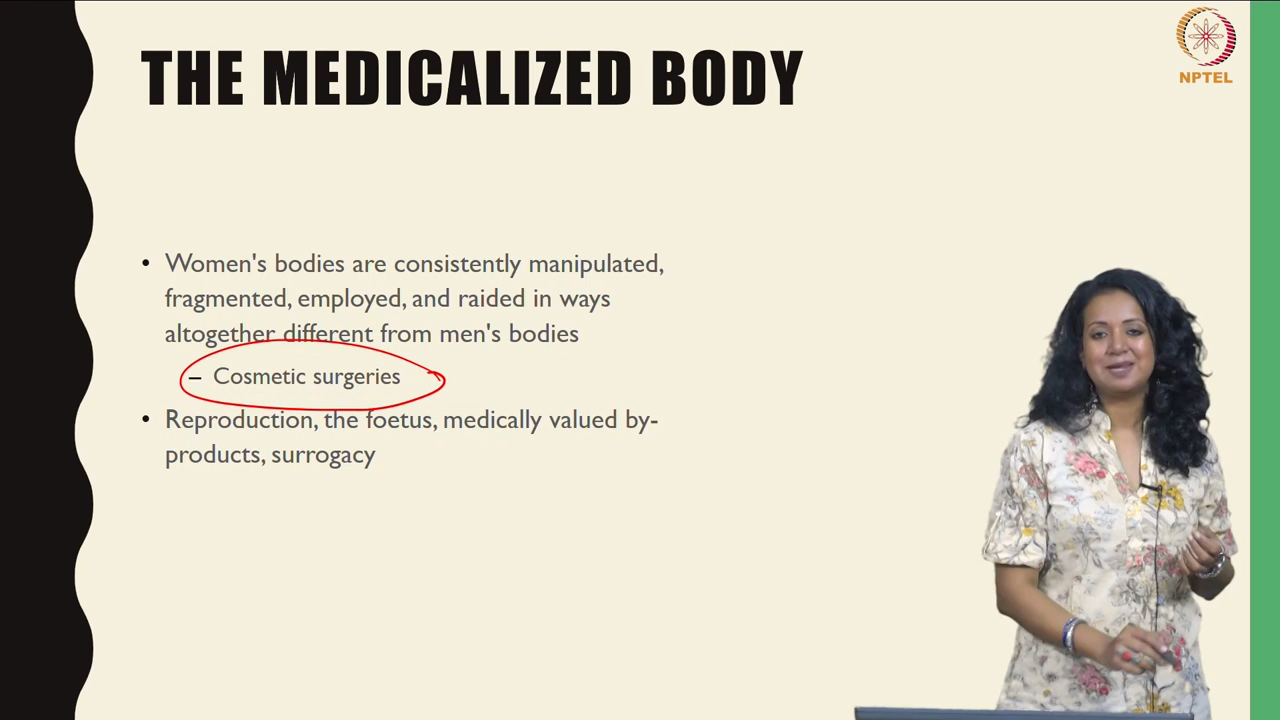 THE MEDICALIZED BODY
NPTEL
• Women's bodies are consistently manipulated,
fragmented, employed, and raided in ways
altogether different from men's bodies
– Cosmetic surgeries
• Reproduction, the foetus, medically valued by-
products, surrogacy